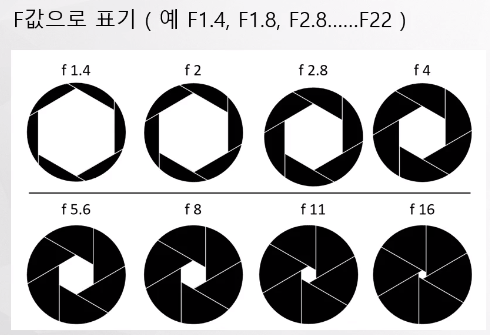 F값으로 표기 ( 예 F1.4, F1.8, F2.8......F22 )
f 1.4 f 2 f 2.8 f 4
f 5.6 f 8 f 11 f 16